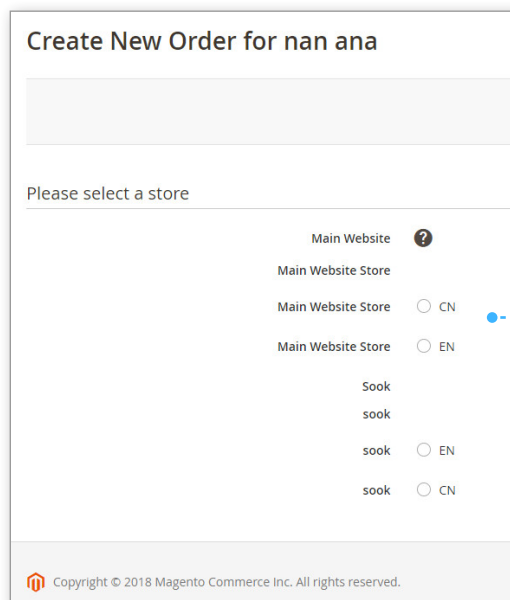 Create New Order for nan ana
Please select a store
Main Website ?
Main Website Store
Main Website Store CN
Main Website Store EN
Sook
sook
sook EN
sook CN
Copyright © 2018 Magento Commerce Inc. All rights reserved.